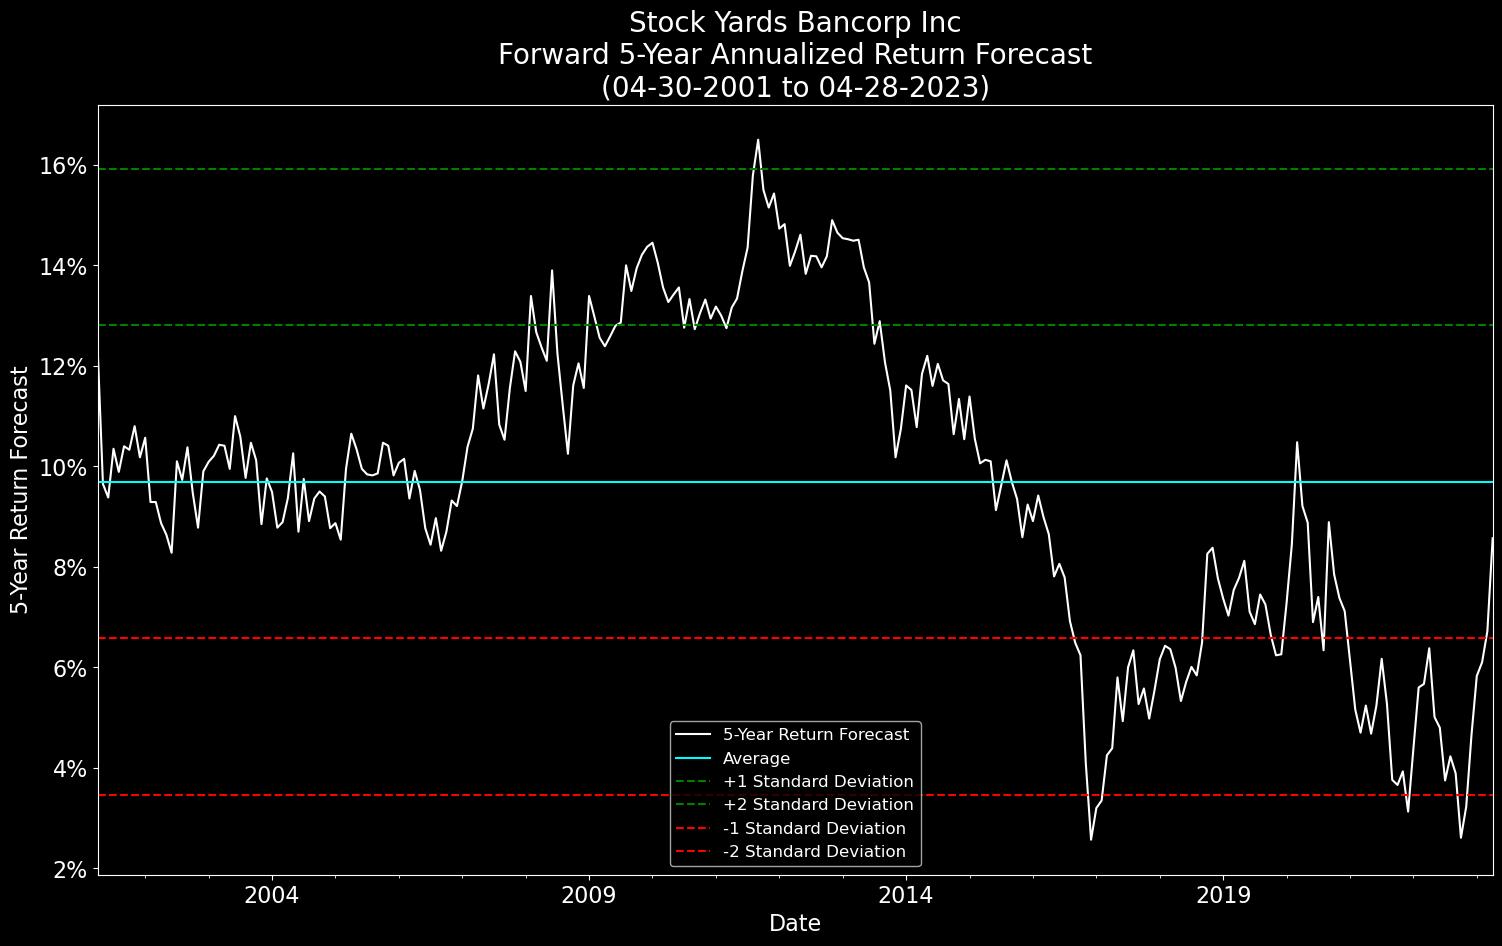 Stock Yards Bancorp Inc
Forward 5-Year Annualized Return Forecast
(04-30-2001 to 04-28-2023)
5-Year Return Forecast
16%
14%
12%
10%
8%
6%
4%
2%
5-Year Return Forecast
Average
+1 Standard Deviation
+2 Standard Deviation
-1 Standard Deviation
-2 Standard Deviation
2004
2009
2014
2019
Date